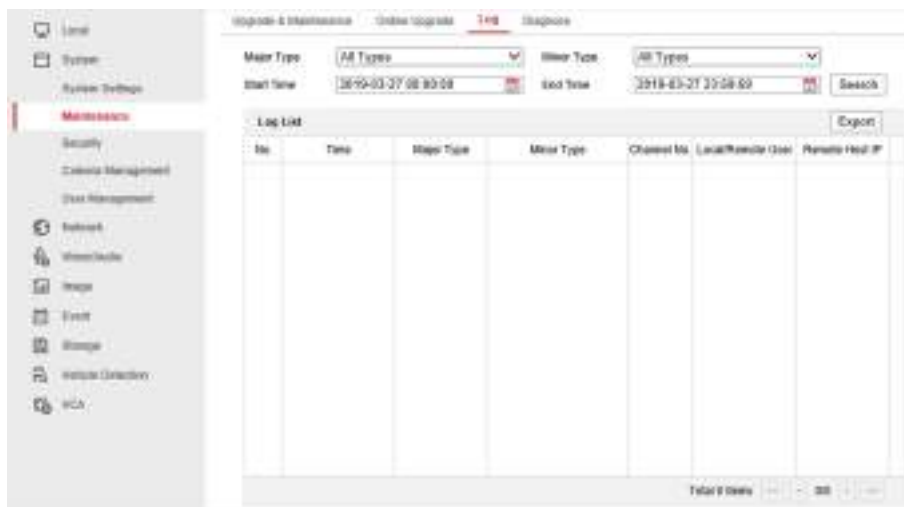 Local
System
System Settings
Maintenance
Security
Camera Management
User Management
Network
Video/Audio
Image
Event
Storage
Vehicle Detection
VCA
Upgrade & Maintenance Online Upgrade Log Diagnose
Major Type All Types Minor Type All Types
Start Time 2019-03-27 00:00:00 End Time 2019-03-27 23:59:59 Search
Log List Export
No. Time Major Type Minor Type Channel No. Local/Remote User Remote Host IP
Total 0 Items